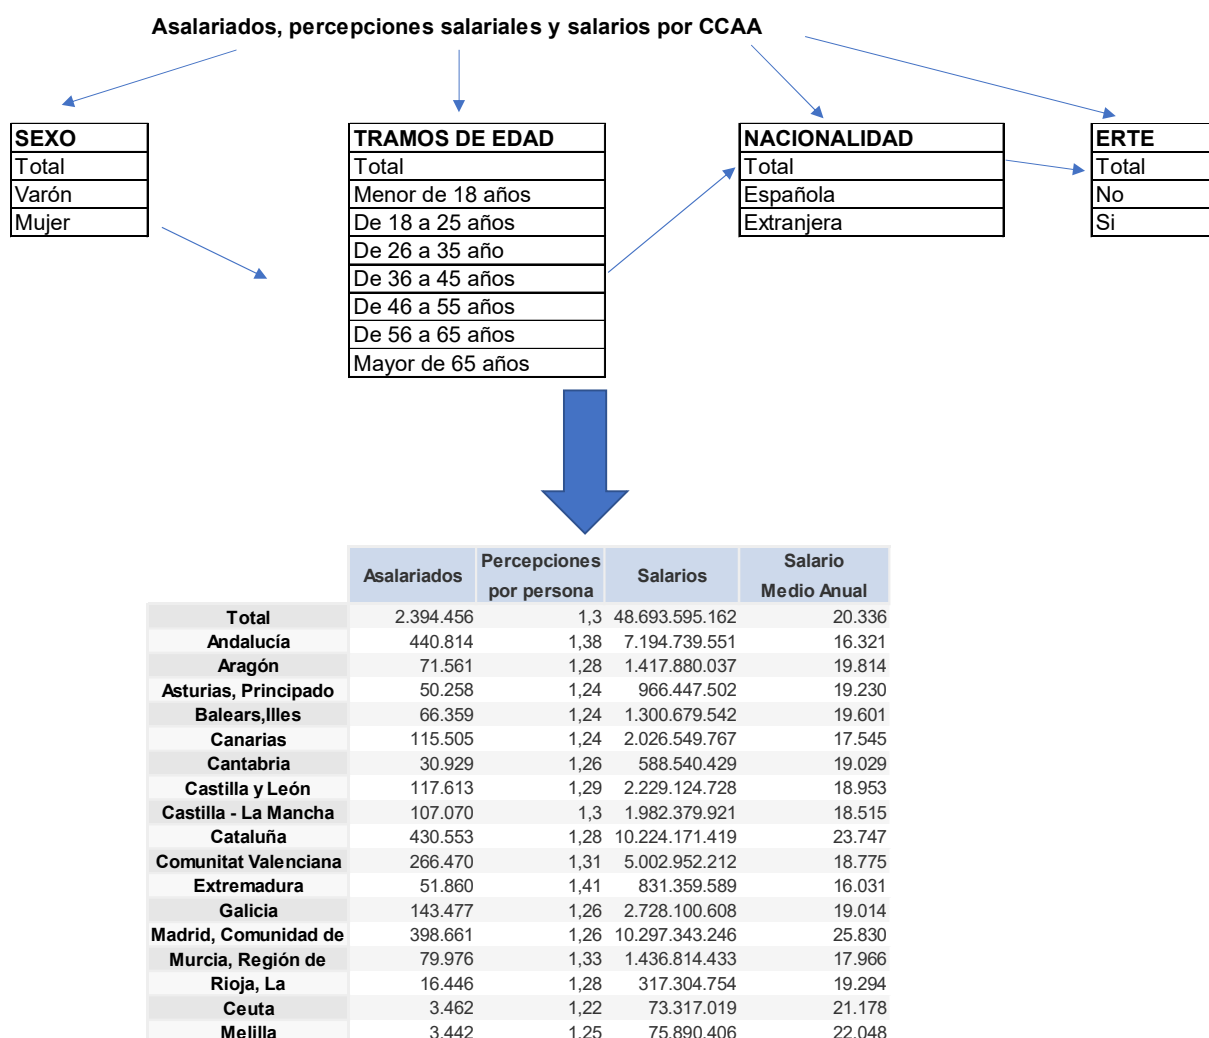 Asalariados, percepciones salariales y salarios por CCAA
SEXO
Total
Varón
Mujer
TRAMOS DE EDAD
Total
Menor de 18 años
De 18 a 25 años
De 26 a 35 año
De 36 a 45 años
De 46 a 55 años
De 56 a 65 años
Mayor de 65 años
NACIONALIDAD
Total
Española
Extranjera
ERTE
Total
No
Si
Asalariados Percepciones por persona Salarios Salario Medio Anual
Total 2.394.456 1,3 48.693.595.162 20.336
Andalucía 440.814 1,38 7.194.739.551 16.321
Aragón 71.561 1,28 1.417.880.037 19.814
Asturias, Principado 50.258 1,24 966.447.502 19.230
Balears,Illes 66.359 1,24 1.300.679.542 19.601
Canarias 115.505 1,24 2.026.549.767 17.545
Cantabria 30.929 1,26 588.540.429 19.029
Castilla y León 117.613 1,29 2.229.124.728 18.953
Castilla - La Mancha 107.070 1,3 1.982.379.921 18.515
Cataluña 430.553 1,28 10.224.171.419 23.747
Comunitat Valenciana 266.470 1,31 5.002.952.212 18.775
Extremadura 51.860 1,41 831.359.589 16.031
Galicia 143.477 1,26 2.728.100.608 19.014
Madrid, Comunidad de 398.661 1,26 10.297.343.246 25.830
Murcia, Región de 79.976 1,33 1.436.814.433 17.966
Rioja, La 16.446 1,28 317.304.754 19.294
Ceuta 3.462 1,22 73.317.019 21.178
Melilla 3.442 1,25 75.890.406 22.048